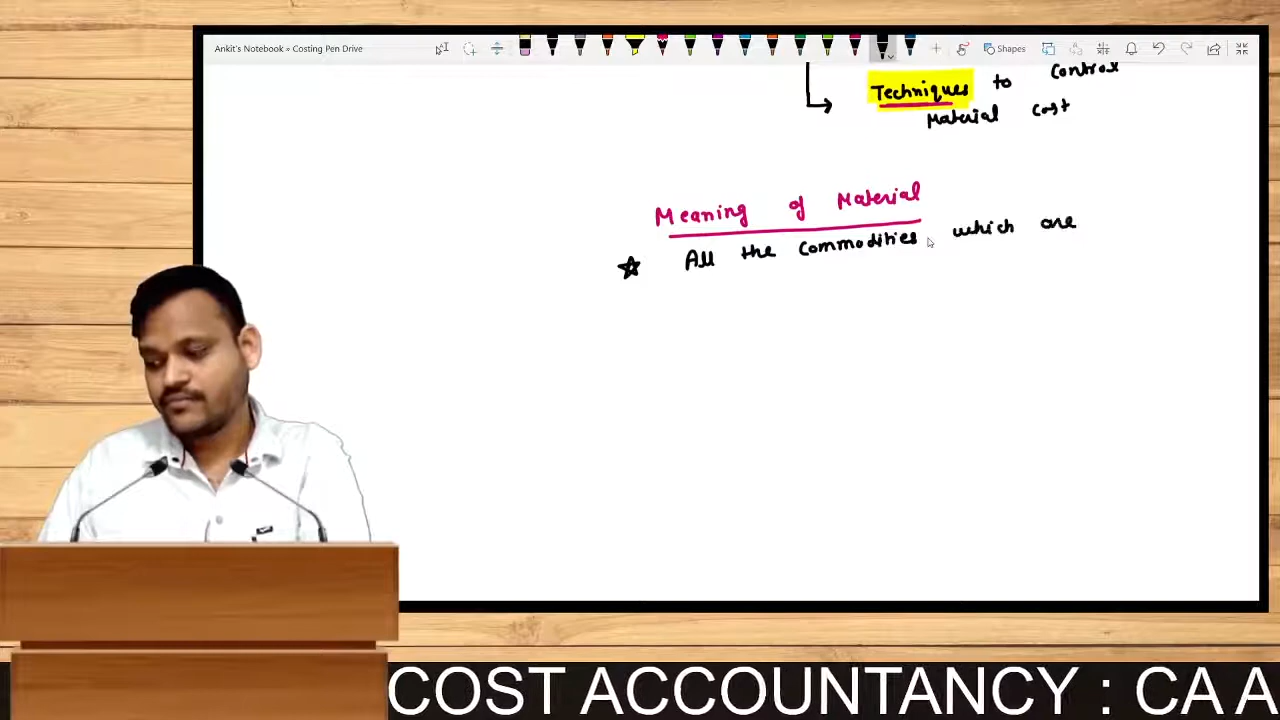 Ankit's Notebook » Costing Pen Drive
Shapes
Techniques to Control
Material Cost
Meaning of Material
All the Commodities which are
COST ACCOUNTANCY : CA A